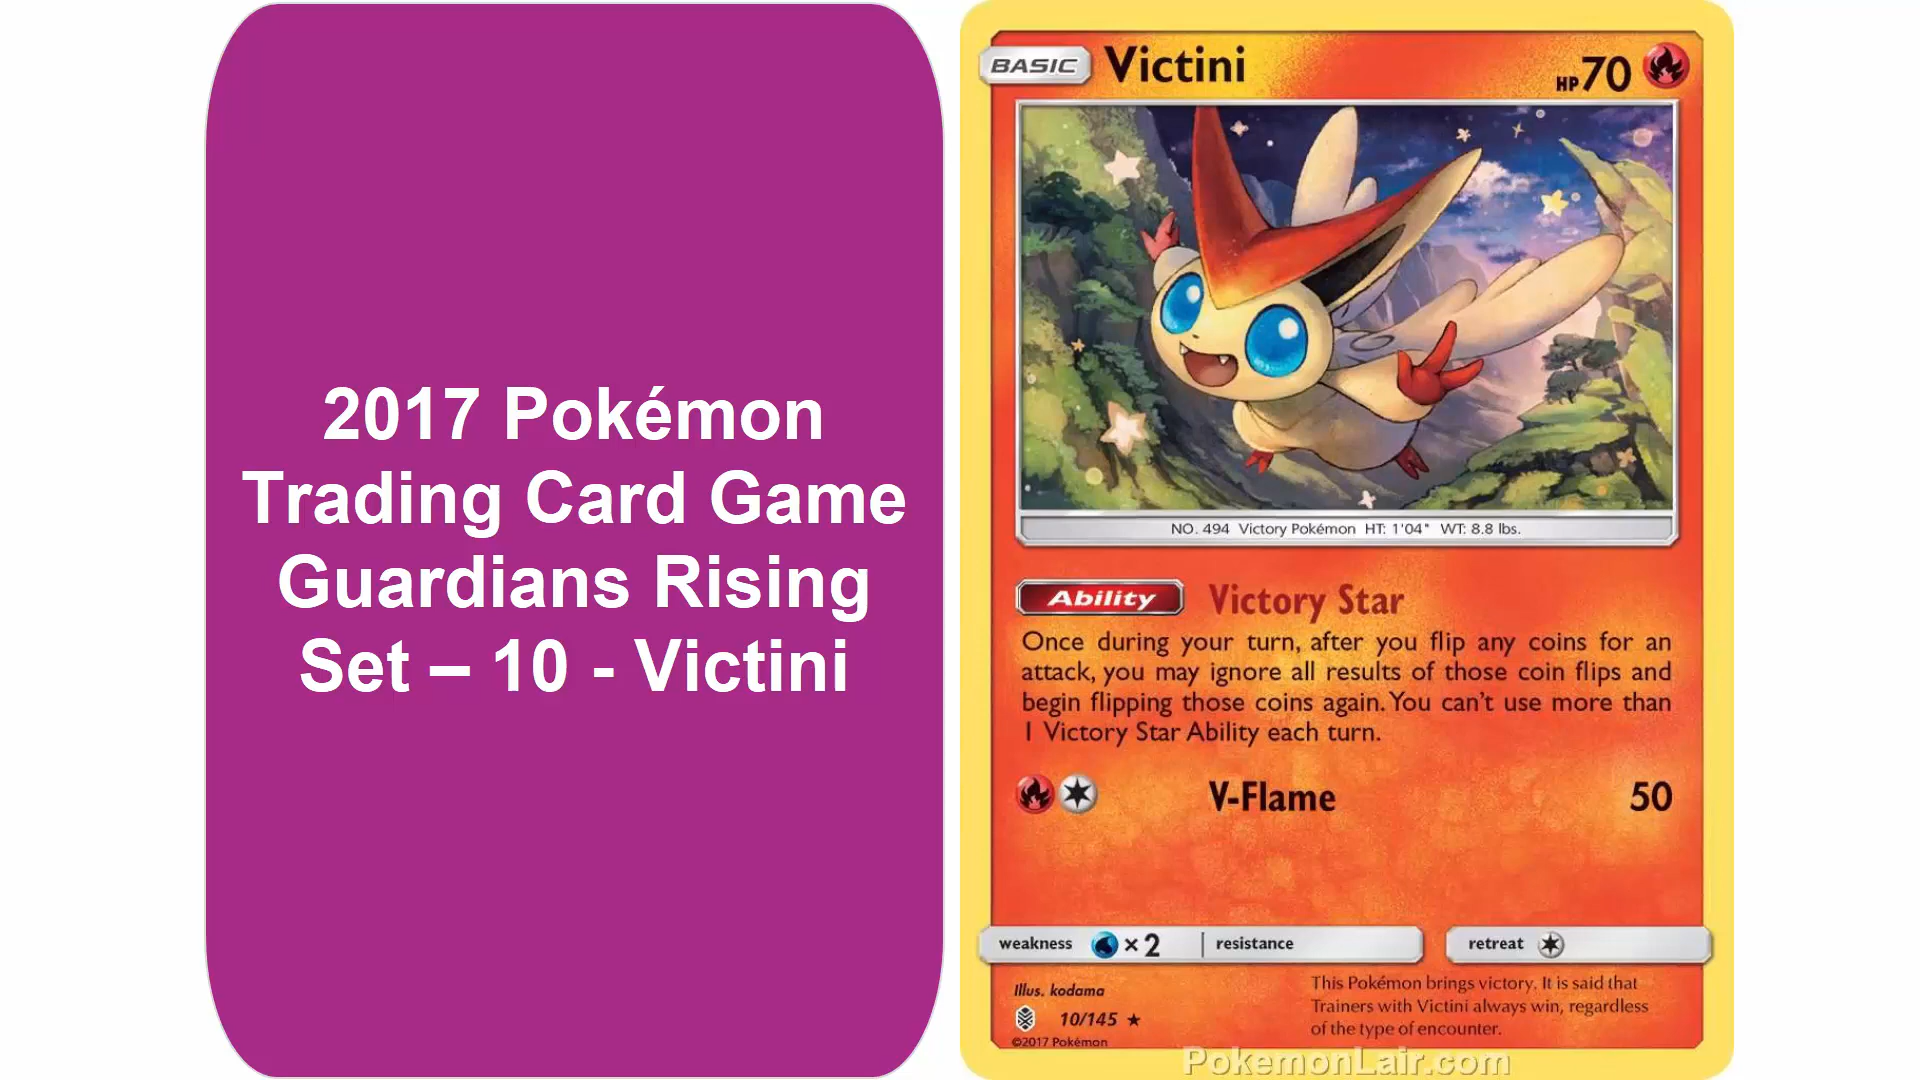 2017 Pokémon
Trading Card Game
Guardians Rising
Set – 10 - Victini
BASIC Victini HP 70
NO. 494 Victory Pokémon HT: 1'04" WT: 8.8 lbs.
Ability Victory Star
Once during your turn, after you flip any coins for an
attack, you may ignore all results of those coin flips and
begin flipping those coins again. You can't use more than
1 Victory Star Ability each turn.
V-Flame 50
weakness × 2 resistance retreat
Illus. kodama
10/145 ★
©2017 Pokémon
This Pokémon brings victory. It is said that
Trainers with Victini always win, regardless
of the type of encounter.
PokemonLair.com